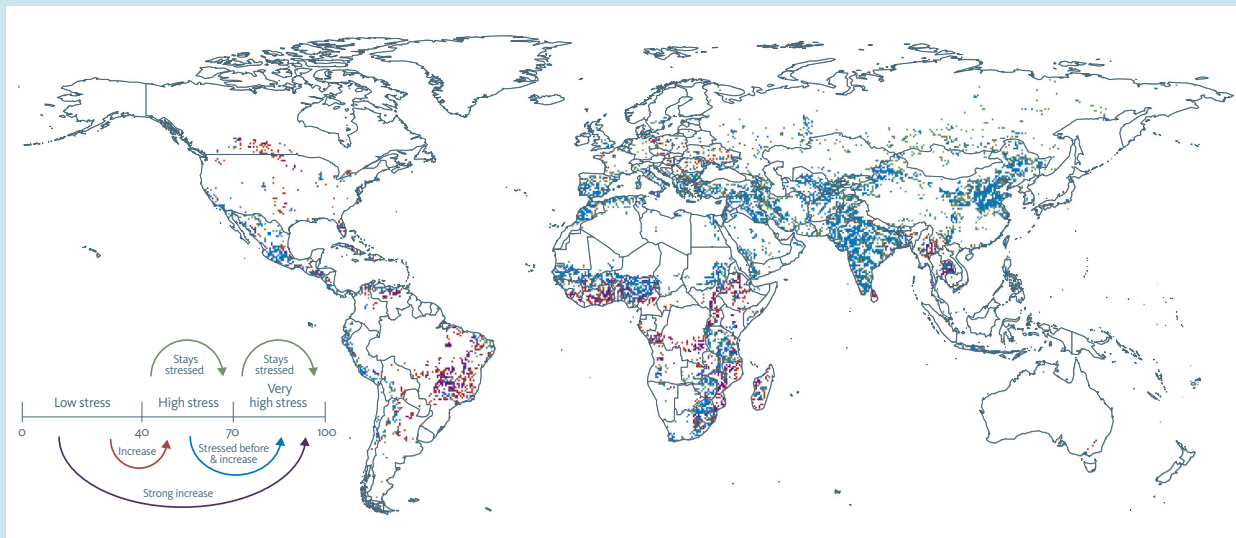 Stays
stressed
Stays
stressed
Low stress
High stress
Very
high stress
0
40
70
100
Increase
Stressed before
& increase
Strong increase